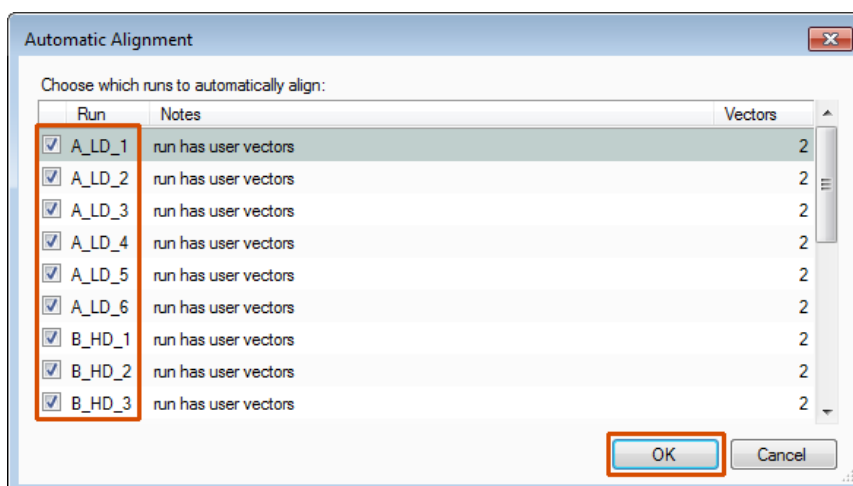 Automatic Alignment
Choose which runs to automatically align:
Run Notes Vectors
A_LD_1 run has user vectors 2
A_LD_2 run has user vectors 2
A_LD_3 run has user vectors 2
A_LD_4 run has user vectors 2
A_LD_5 run has user vectors 2
A_LD_6 run has user vectors 2
B_HD_1 run has user vectors 2
B_HD_2 run has user vectors 2
B_HD_3 run has user vectors 2
OK Cancel